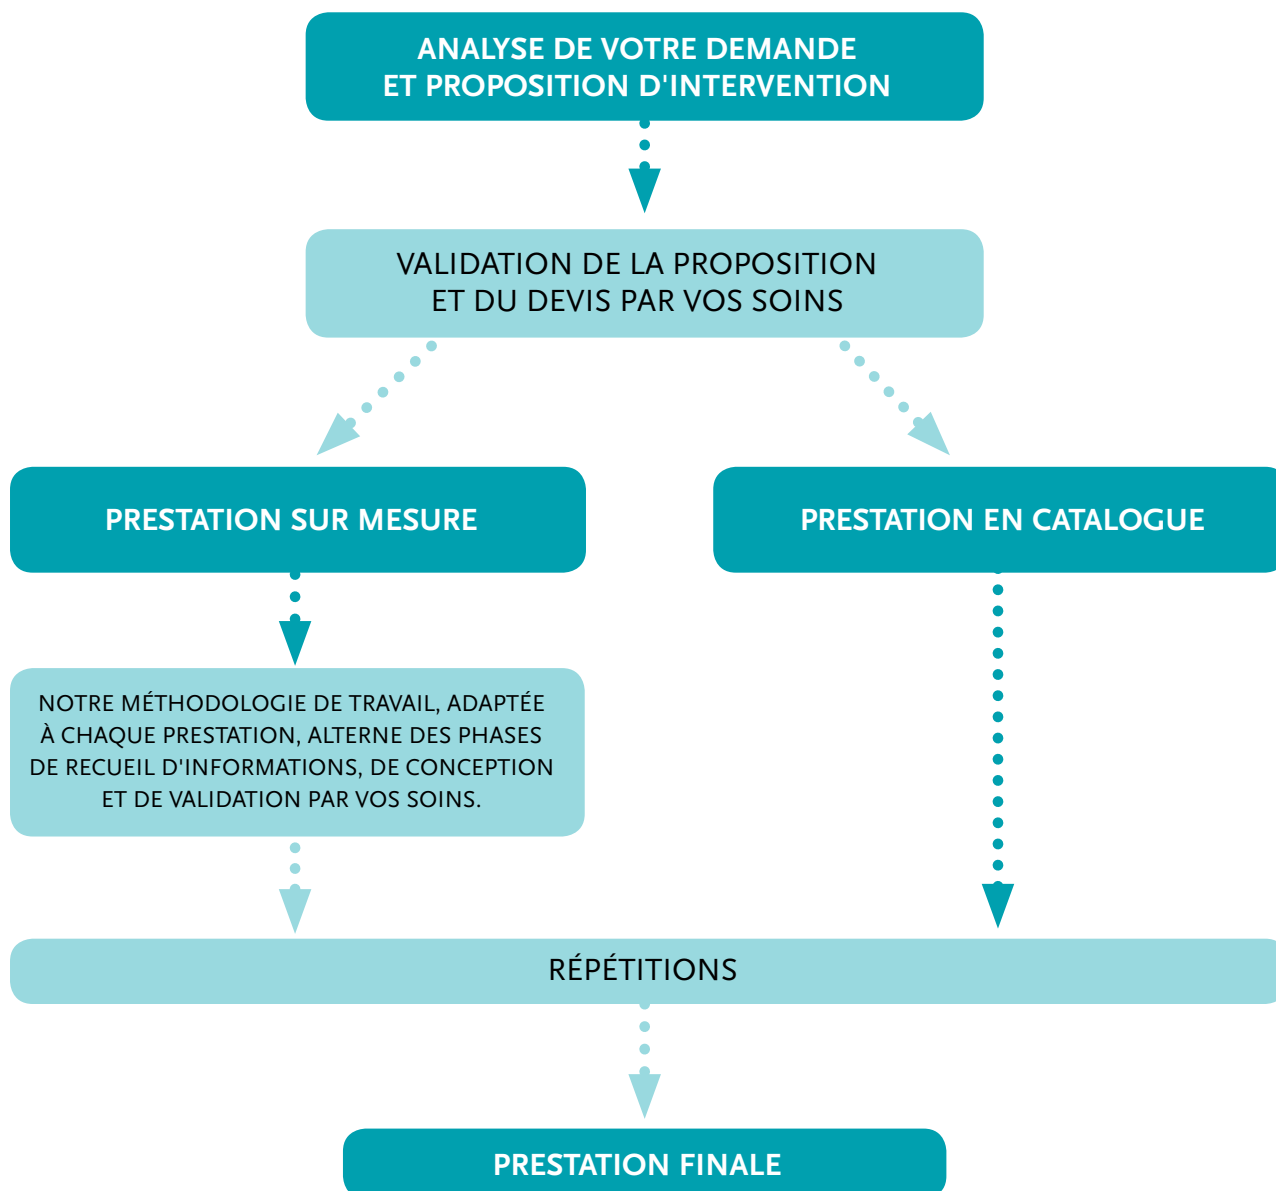 ANALYSE DE VOTRE DEMANDE
ET PROPOSITION D'INTERVENTION
VALIDATION DE LA PROPOSITION
ET DU DEVIS PAR VOS SOINS
PRESTATION SUR MESURE
PRESTATION EN CATALOGUE
NOTRE MÉTHODOLOGIE DE TRAVAIL, ADAPTÉE
À CHAQUE PRESTATION, ALTERNE DES PHASES
DE RECUEIL D'INFORMATIONS, DE CONCEPTION
ET DE VALIDATION PAR VOS SOINS.
RÉPÉTITIONS
PRESTATION FINALE